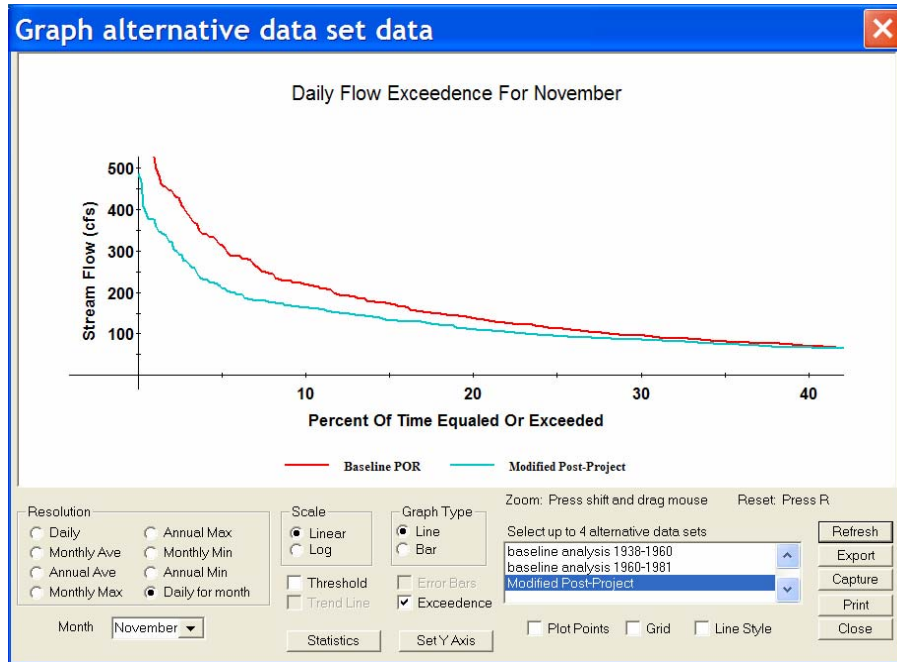 Graph alternative data set data
Daily Flow Exceedence For November
Stream Flow (cfs)
500
400
300
200
100
10
20
30
40
Percent Of Time Equaled Or Exceeded
Baseline POR
Modified Post-Project
Zoom: Press shift and drag mouse
Reset: Press R
Resolution
Daily
Annual Max
Monthly Ave
Monthly Min
Annual Ave
Annual Min
Monthly Max
Daily for month
Month
November
Scale
Linear
Log
Threshold
Trend Line
Statistics
Graph Type
Line
Bar
Error Bars
Exceedence
Set Y Axis
Select up to 4 alternative data sets
baseline analysis 1938-1960
baseline analysis 1960-1981
Modified Post-Project
Plot Points
Grid
Line Style
Refresh
Export
Capture
Print
Close